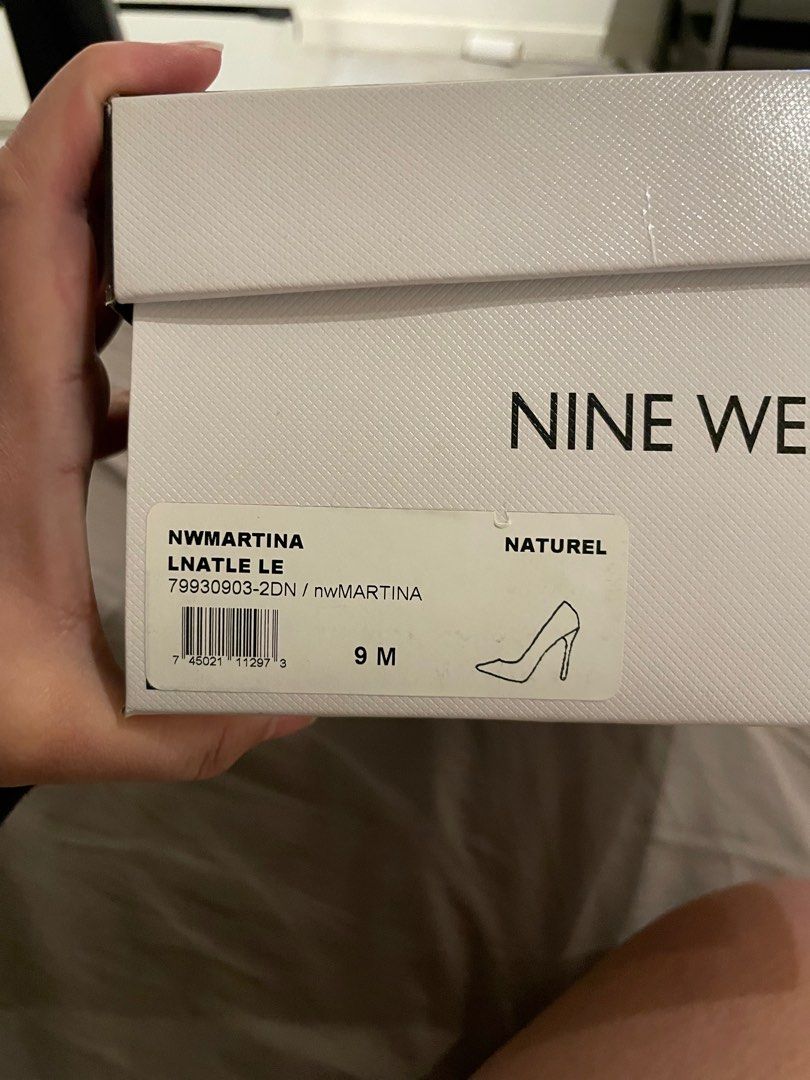 NINE WE
NWMARTINA
NATUREL
LNATLE LE
79930903-2DN / nwMARTINA
7 45021 11297 3
9 M